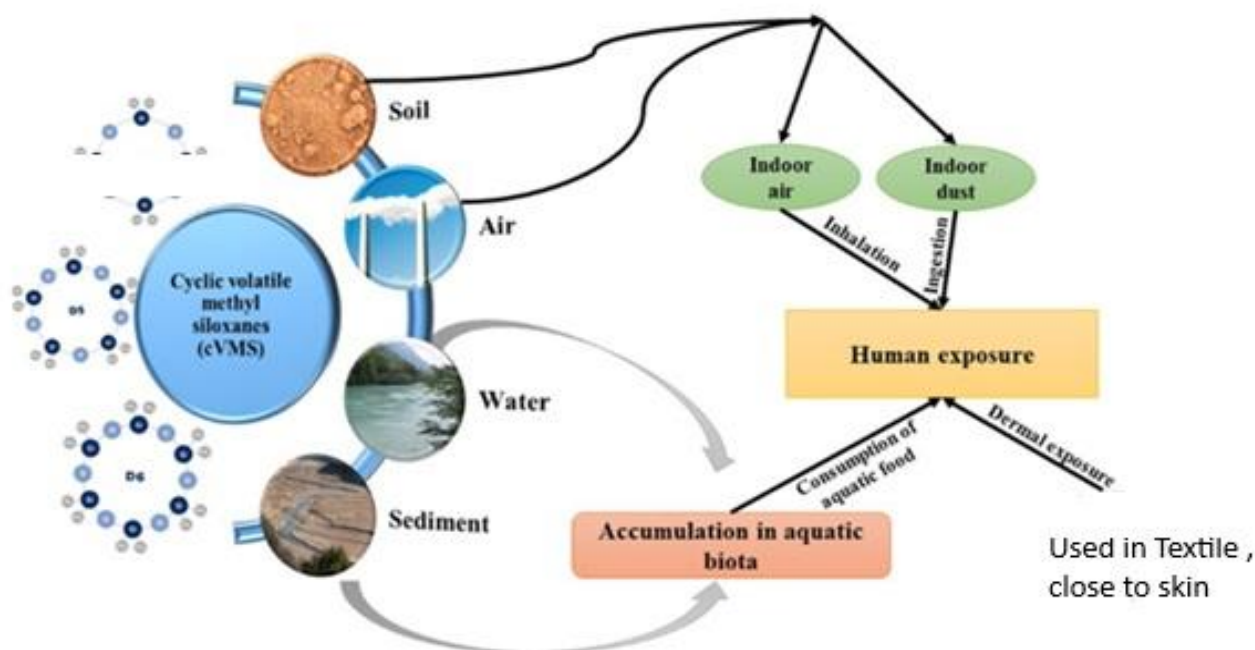 Soil
Air
Water
Sediment
Cyclic volatile
methyl
siloxanes
(cVMS)
D5
D6
Indoor
air
Indoor
dust
Inhalation
Ingestion
Human exposure
Consumption of
aquatic food
Dermal exposure
Accumulation in aquatic
biota
Used in Textile ,
close to skin